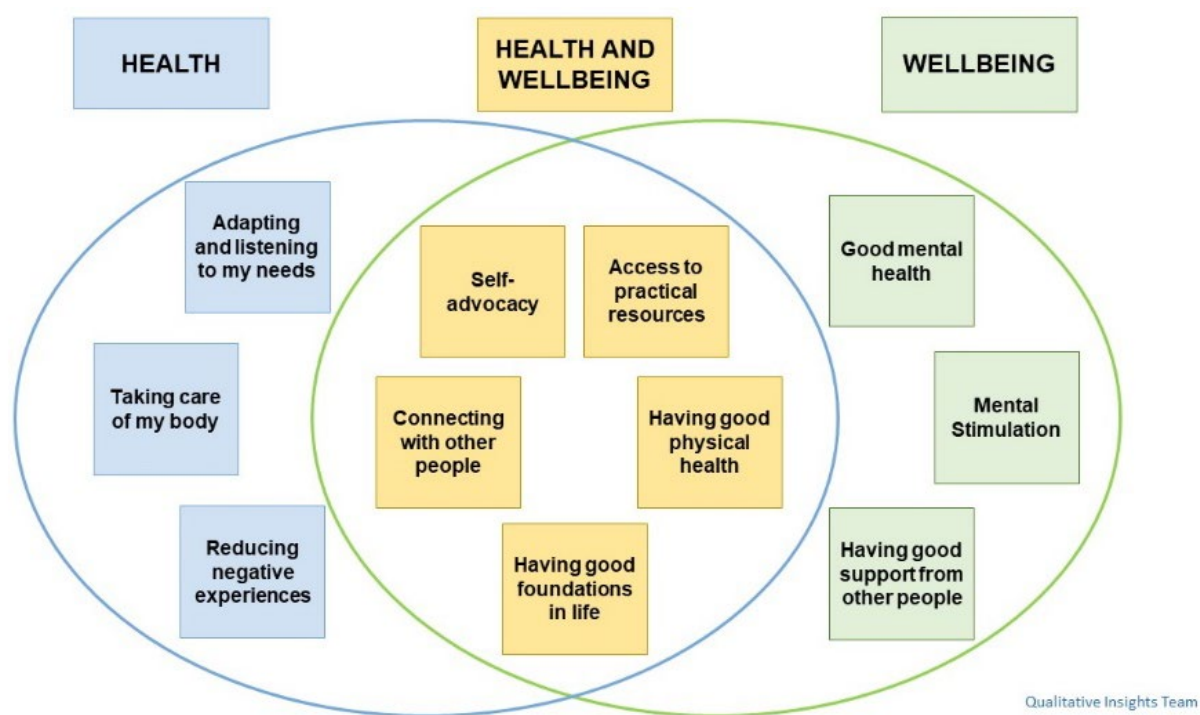 HEALTH
HEALTH AND
WELLBEING
WELLBEING
Adapting
and listening
to my needs
Taking care
of my body
Reducing
negative
experiences
Self-
advocacy
Access to
practical
resources
Connecting
with other
people
Having good
physical
health
Having good
foundations
in life
Good mental
health
Mental
Stimulation
Having good
support from
other people
Qualitative Insights Team